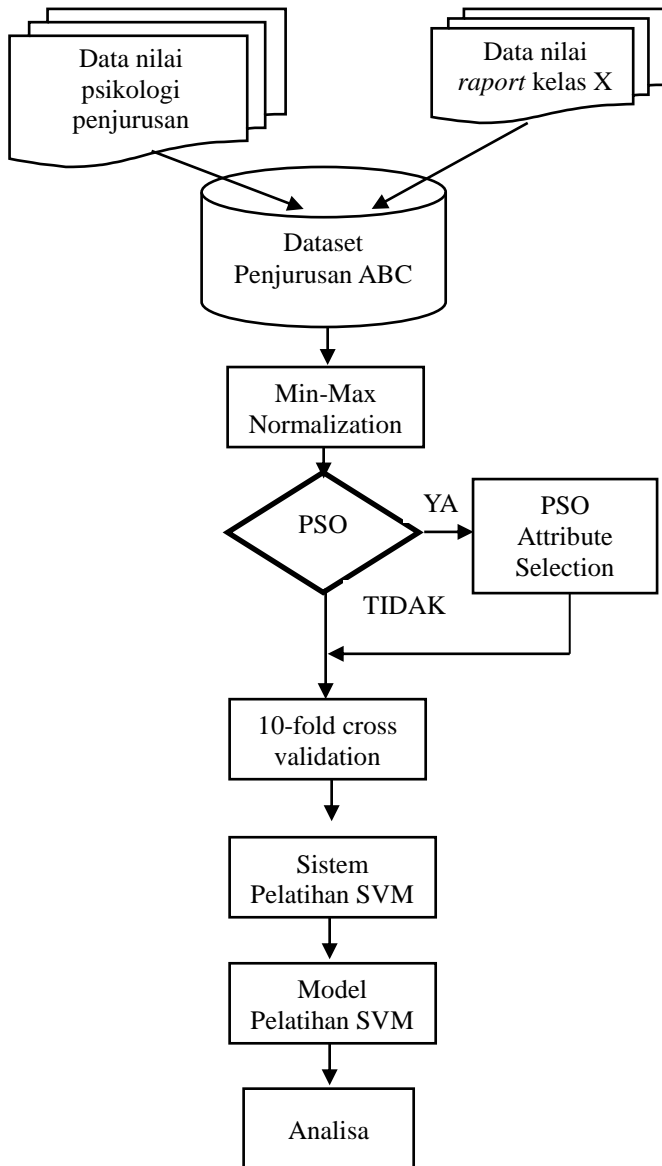 Data nilai
psikologi
penjurusan
Data nilai
raport kelas X
Dataset
Penjurusan ABC
Min-Max
Normalization
PSO
YA
PSO
Attribute
Selection
TIDAK
10-fold cross
validation
Sistem
Pelatihan SVM
Model
Pelatihan SVM
Analisa